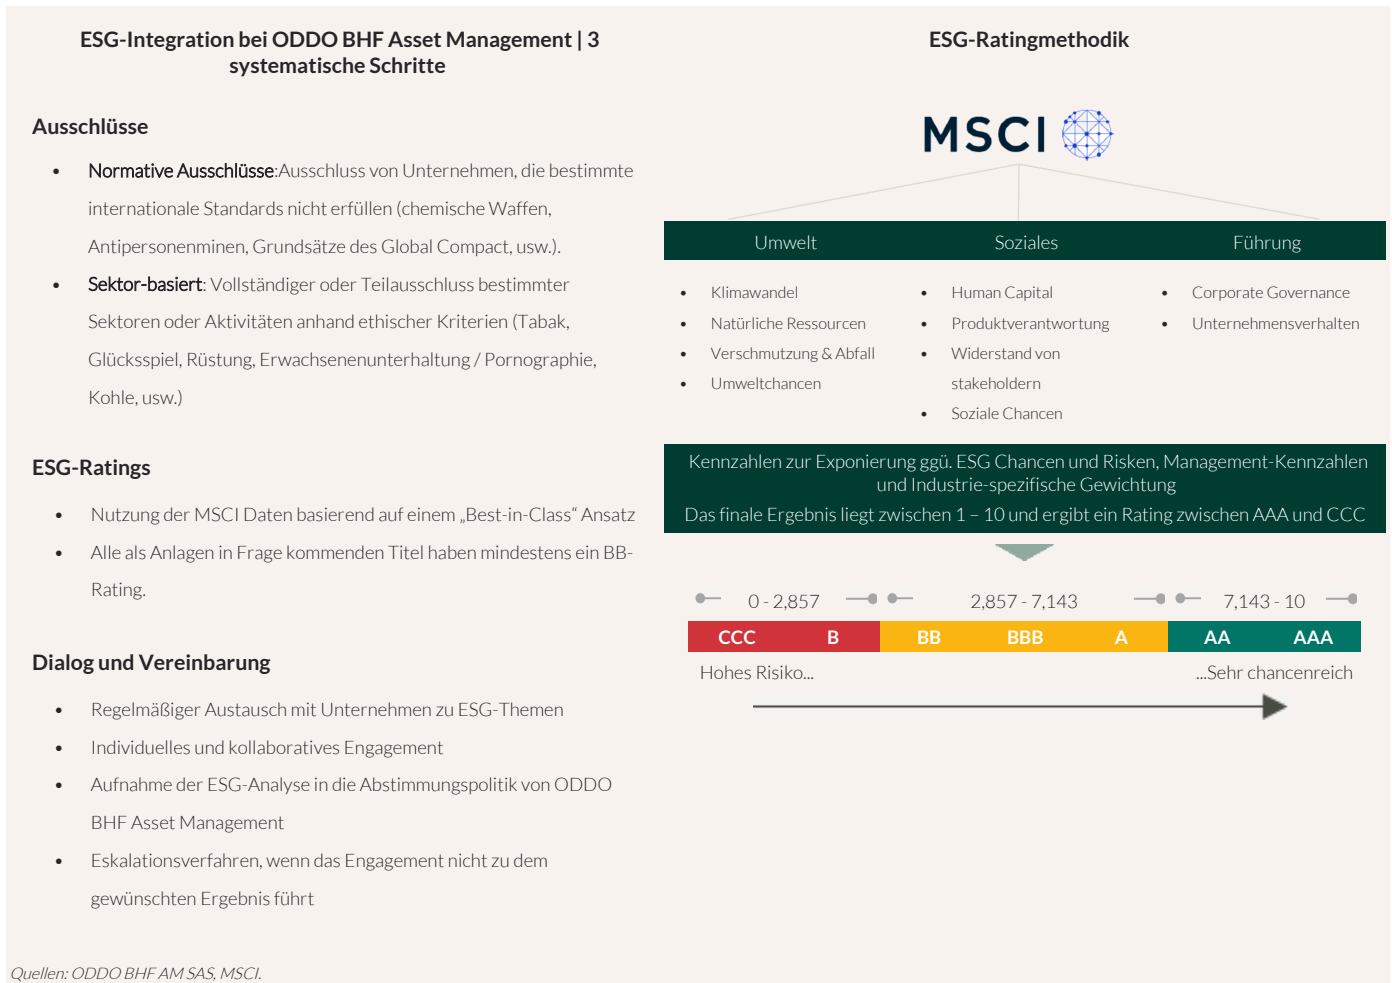 ESG-Integration bei ODDO BHF Asset Management | 3
systematische Schritte
Ausschlüsse
• Normative Ausschlüsse:Ausschluss von Unternehmen, die bestimmte
internationale Standards nicht erfüllen (chemische Waffen,
Antipersonenminen, Grundsätze des Global Compact, usw.).
• Sektor-basiert: Vollständiger oder Teilausschluss bestimmter
Sektoren oder Aktivitäten anhand ethischer Kriterien (Tabak,
Glücksspiel, Rüstung, Erwachsenenunterhaltung / Pornographie,
Kohle, usw.)
ESG-Ratings
• Nutzung der MSCI Daten basierend auf einem „Best-in-Class“ Ansatz
• Alle als Anlagen in Frage kommenden Titel haben mindestens ein BB-
Rating.
Dialog und Vereinbarung
• Regelmäßiger Austausch mit Unternehmen zu ESG-Themen
• Individuelles und kollaboratives Engagement
• Aufnahme der ESG-Analyse in die Abstimmungspolitik von ODDO
BHF Asset Management
• Eskalationsverfahren, wenn das Engagement nicht zu dem
gewünschten Ergebnis führt
ESG-Ratingmethodik
MSCI
Umwelt
• Klimawandel
• Natürliche Ressourcen
• Verschmutzung & Abfall
• Umweltchancen
Soziales
• Human Capital
• Produktverantwortung
• Widerstand von
stakeholdern
• Soziale Chancen
Führung
• Corporate Governance
• Unternehmensverhalten
Kennzahlen zur Exponierung ggü. ESG Chancen und Risken, Management-Kennzahlen
und Industrie-spezifische Gewichtung
Das finale Ergebnis liegt zwischen 1 – 10 und ergibt ein Rating zwischen AAA und CCC
0 - 2,857 2,857 - 7,143 7,143 - 10
CCC B BB BBB A AA AAA
Hohes Risiko... ...Sehr chancenreich
Quellen: ODDO BHF AM SAS, MSCI.